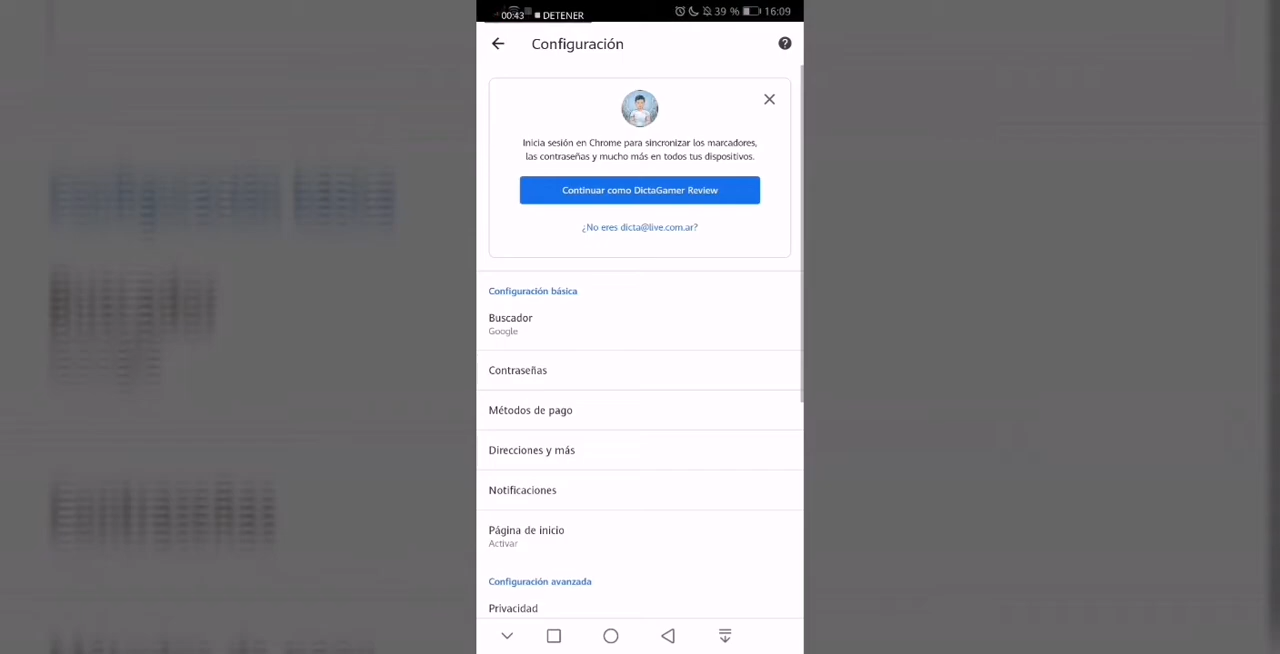 00:43 DETENER 39 % 16:09
Configuración
Inicia sesión en Chrome para sincronizar los marcadores,
las contraseñas y mucho más en todos tus dispositivos.
Continuar como DictaGamer Review
¿No eres dicta@live.com.ar?
Configuración básica
Buscador
Google
Contraseñas
Métodos de pago
Direcciones y más
Notificaciones
Página de inicio
Activar
Configuración avanzada
Privacidad